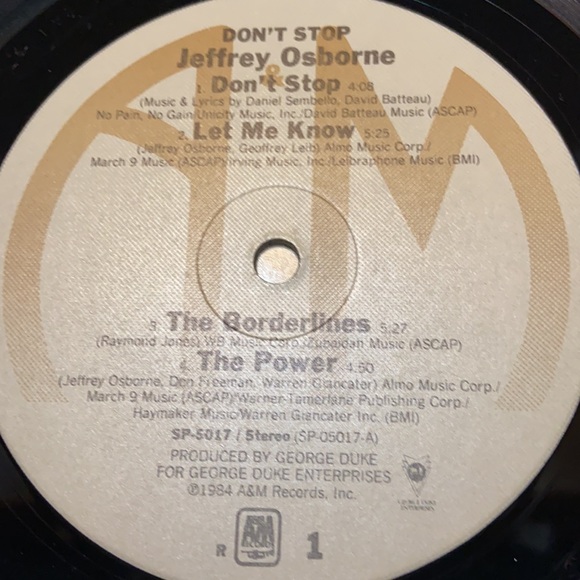 DON'T STOP
Jeffrey Osborne
1. Don't Stop 4:08
(Music & Lyrics by Daniel Sembello, David Batteau)
No Pain, No Gain/Unicity Music, Inc./David Batteau Music (ASCAP)
2. Let Me Know 5:25
(Jeffrey Osborne, Geoffrey Leib) Almo Music Corp./
March 9 Music (ASCAP)/Irving Music, Inc./Leibraphone Music (BMI)
3. The Borderlines 5:27
(Raymond Jones) WB Music Corp./Zubaidah Music (ASCAP)
4. The Power 4:50
(Jeffrey Osborne, Don Freeman, Warren Giancater) Almo Music Corp./
March 9 Music (ASCAP)/Warner-Tamerlane Publishing Corp./
Haymaker Music/Warren Giancater Inc. (BMI)
SP-5017 / Stereo (SP-05017-A)
PRODUCED BY GEORGE DUKE
FOR GEORGE DUKE ENTERPRISES
℗1984 A&M Records, Inc.
R A&M RECORDS 1